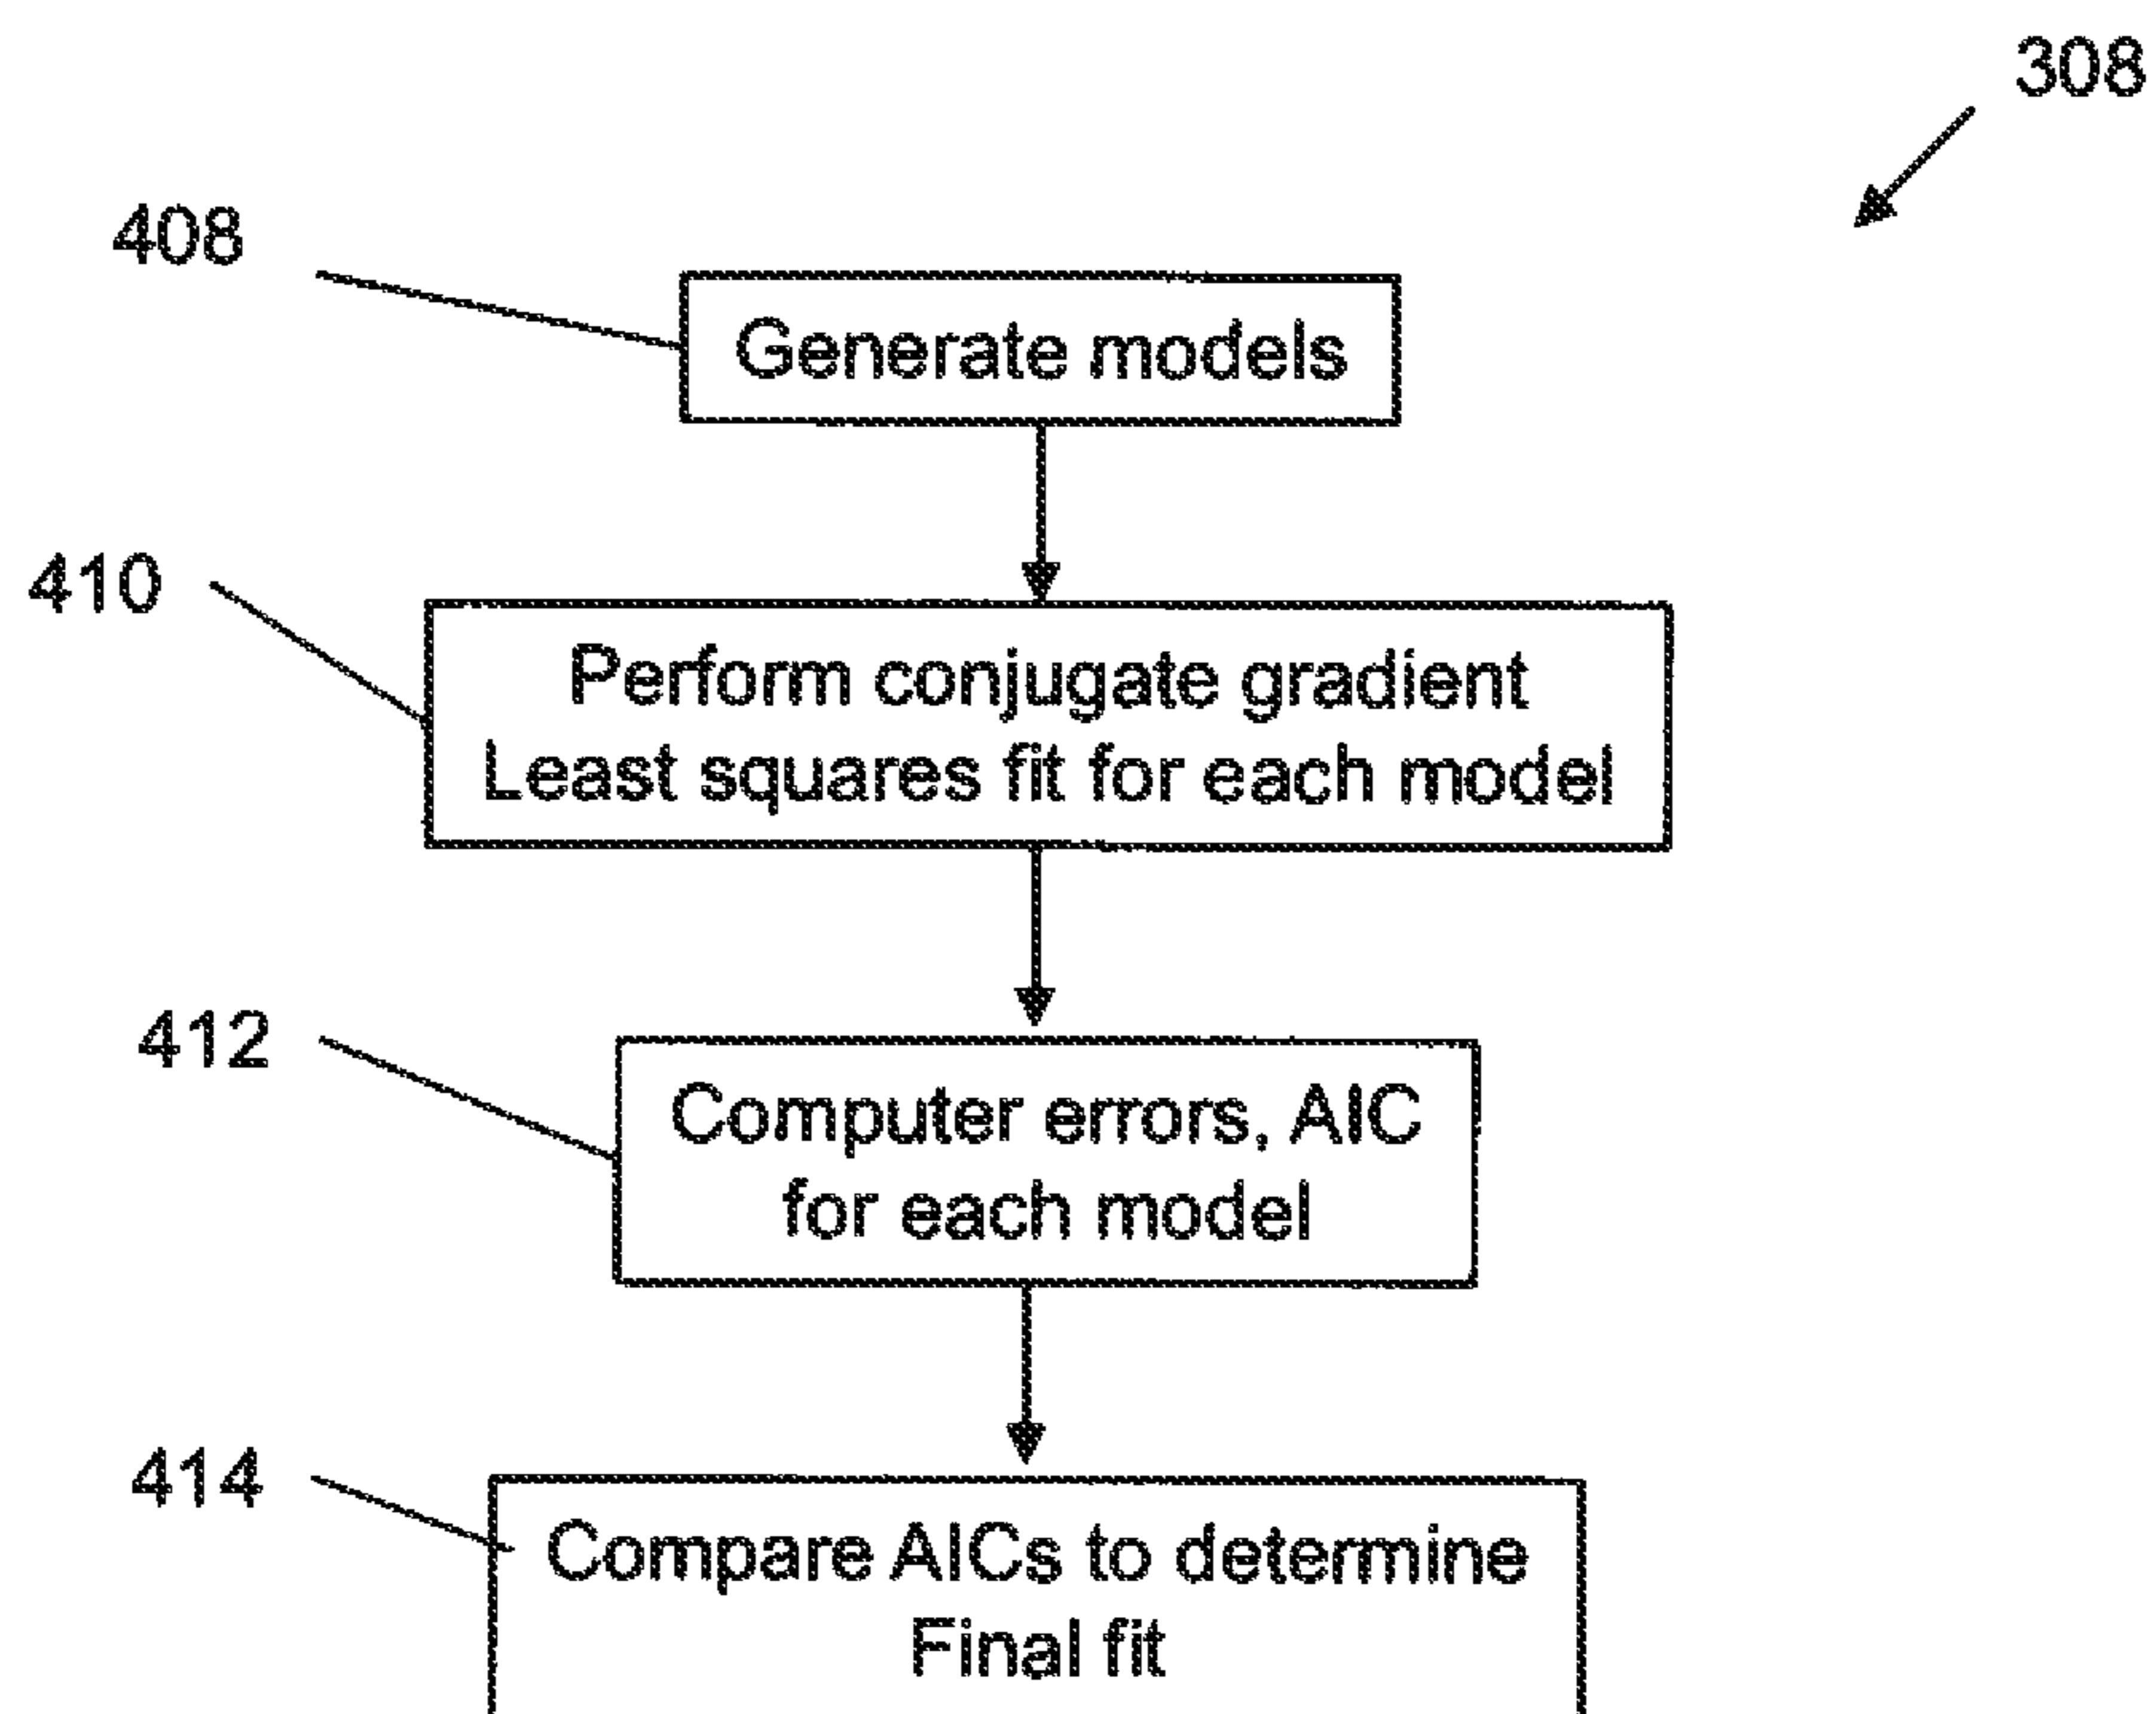 308
408
Generate models
410
Perform conjugate gradient
Least squares fit for each model
412
Computer errors, AIC
for each model
414
Compare AICs to determine
Final fit